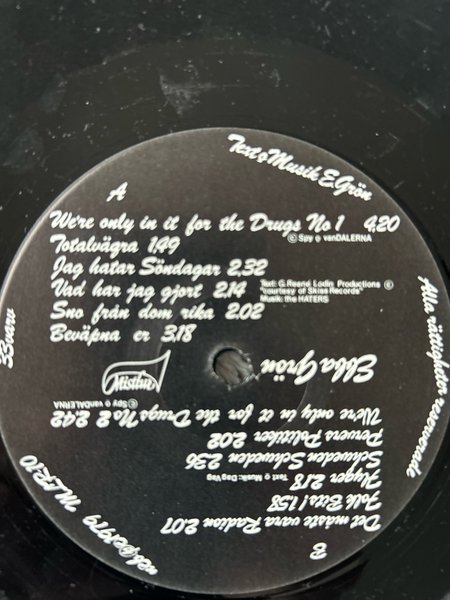 Text o Musik E.Grön
A
We're only in it for the Drugs No 1 4,20
© Spy o vanDALERNA
Totalvägra 1,49
Jag hatar Söndagar 2,32
Vad har jag gjort 2,14
Text: G.Reené Lodin Productions ©
"courtesy of Skiss Records"
Musik: the HATERS
Sno från dom rika 2,02
Beväpna er 3,18
Alla rättigheter reserverade
33varv
Ebba Grön
Mistlur
B
Det måste vara Radion 2,07
Folk Bits! 1,58
Flyger 2,18
Text o Musik: Dag Vag
Schweden Schweden 2,36
Pervers Politiker 2,02
We're only in it for the Drugs No 2 2,42
© Spy o vanDALERNA
1979 MLR-10